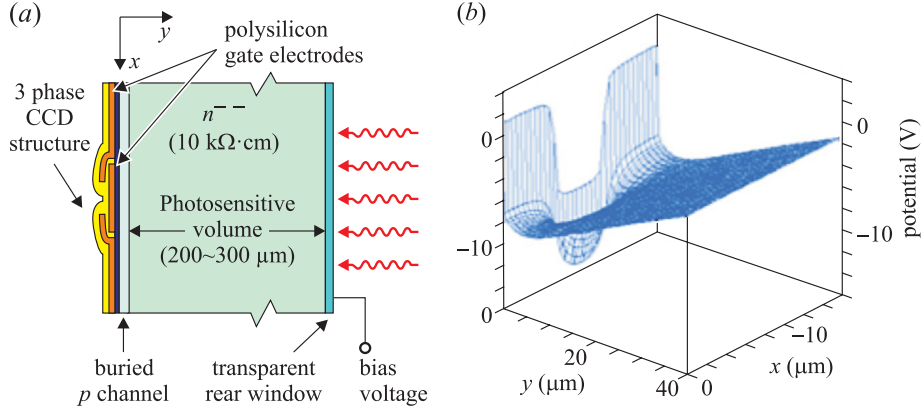 (a)
y
x
polysilicon
gate electrodes
3 phase
CCD
structure
n⁻⁻
(10 kΩ·cm)
Photosensitive
volume
(200~300 µm)
buried
p channel
transparent
rear window
bias
voltage
(b)
0
−10
0
20
40
y (µm)
0
−10
x (µm)
0
−10
potential (V)